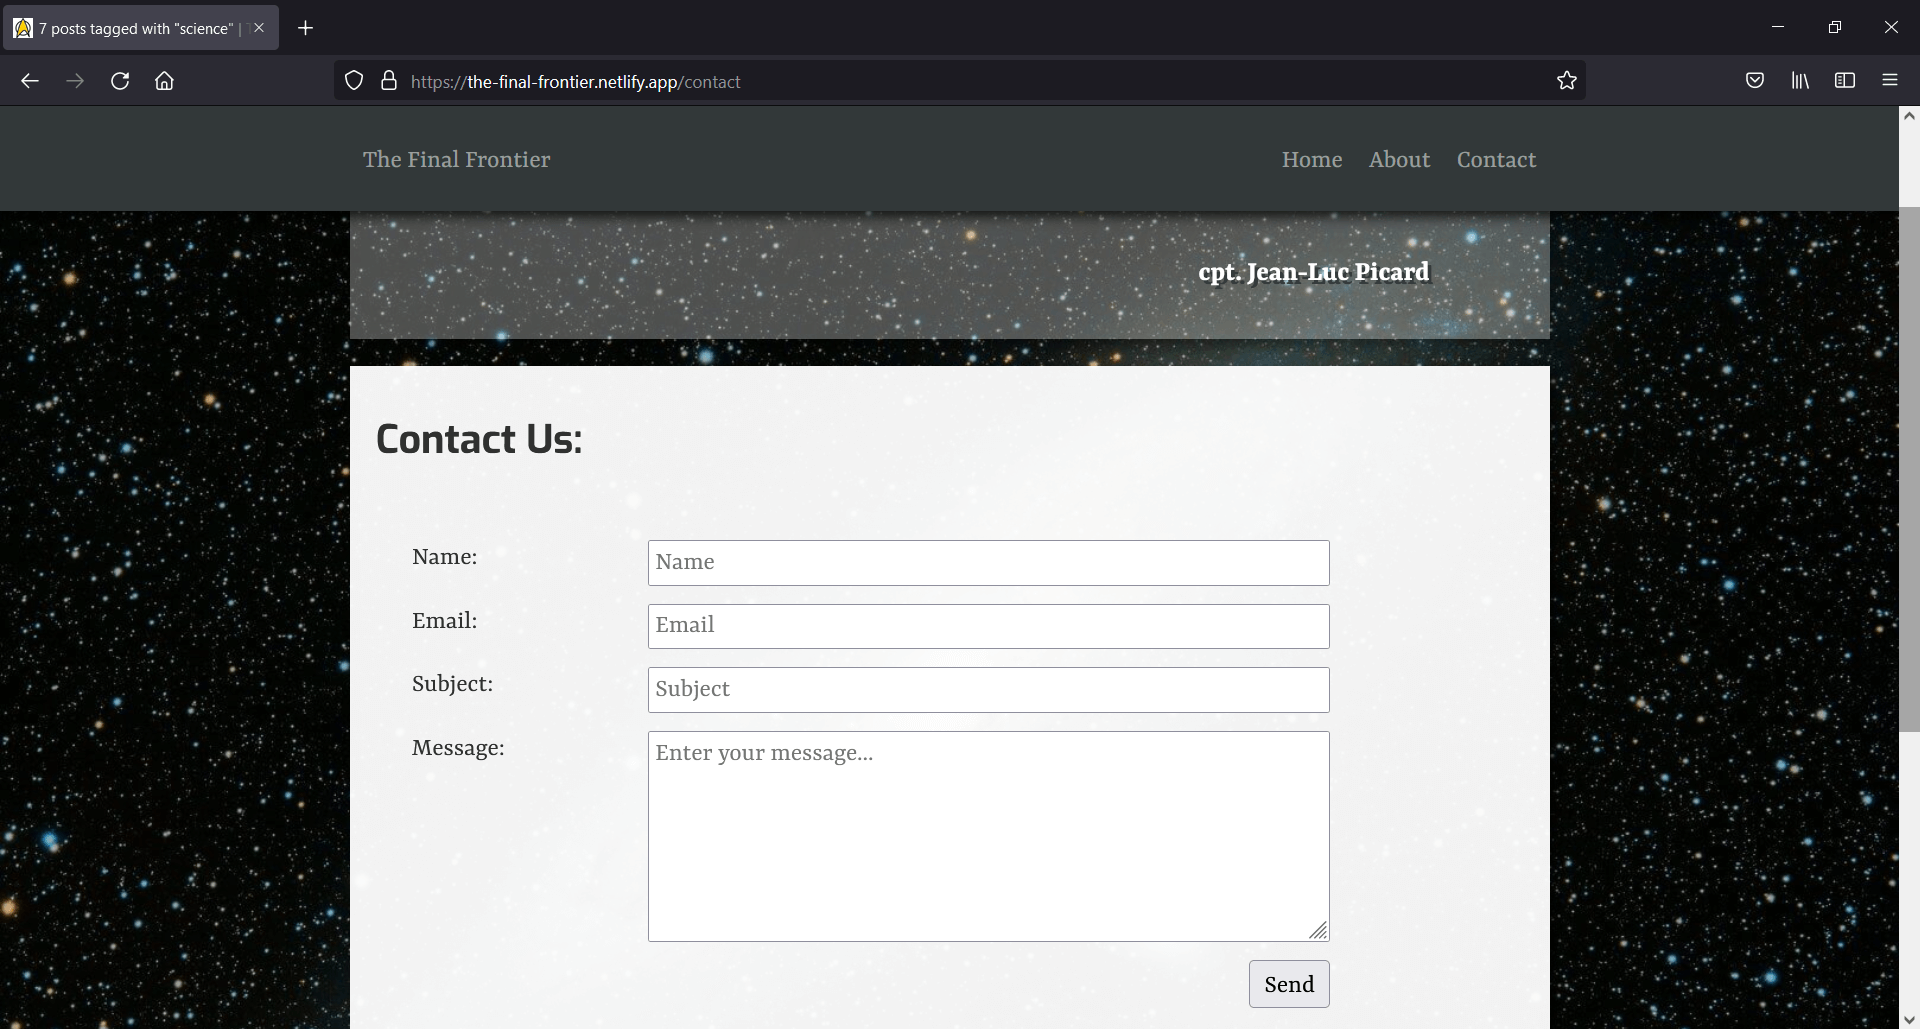 7 posts tagged with "science" |
https://the-final-frontier.netlify.app/contact
The Final Frontier
Home About Contact
cpt. Jean-Luc Picard
Contact Us:
Name:
Name
Email:
Email
Subject:
Subject
Message:
Enter your message...
Send